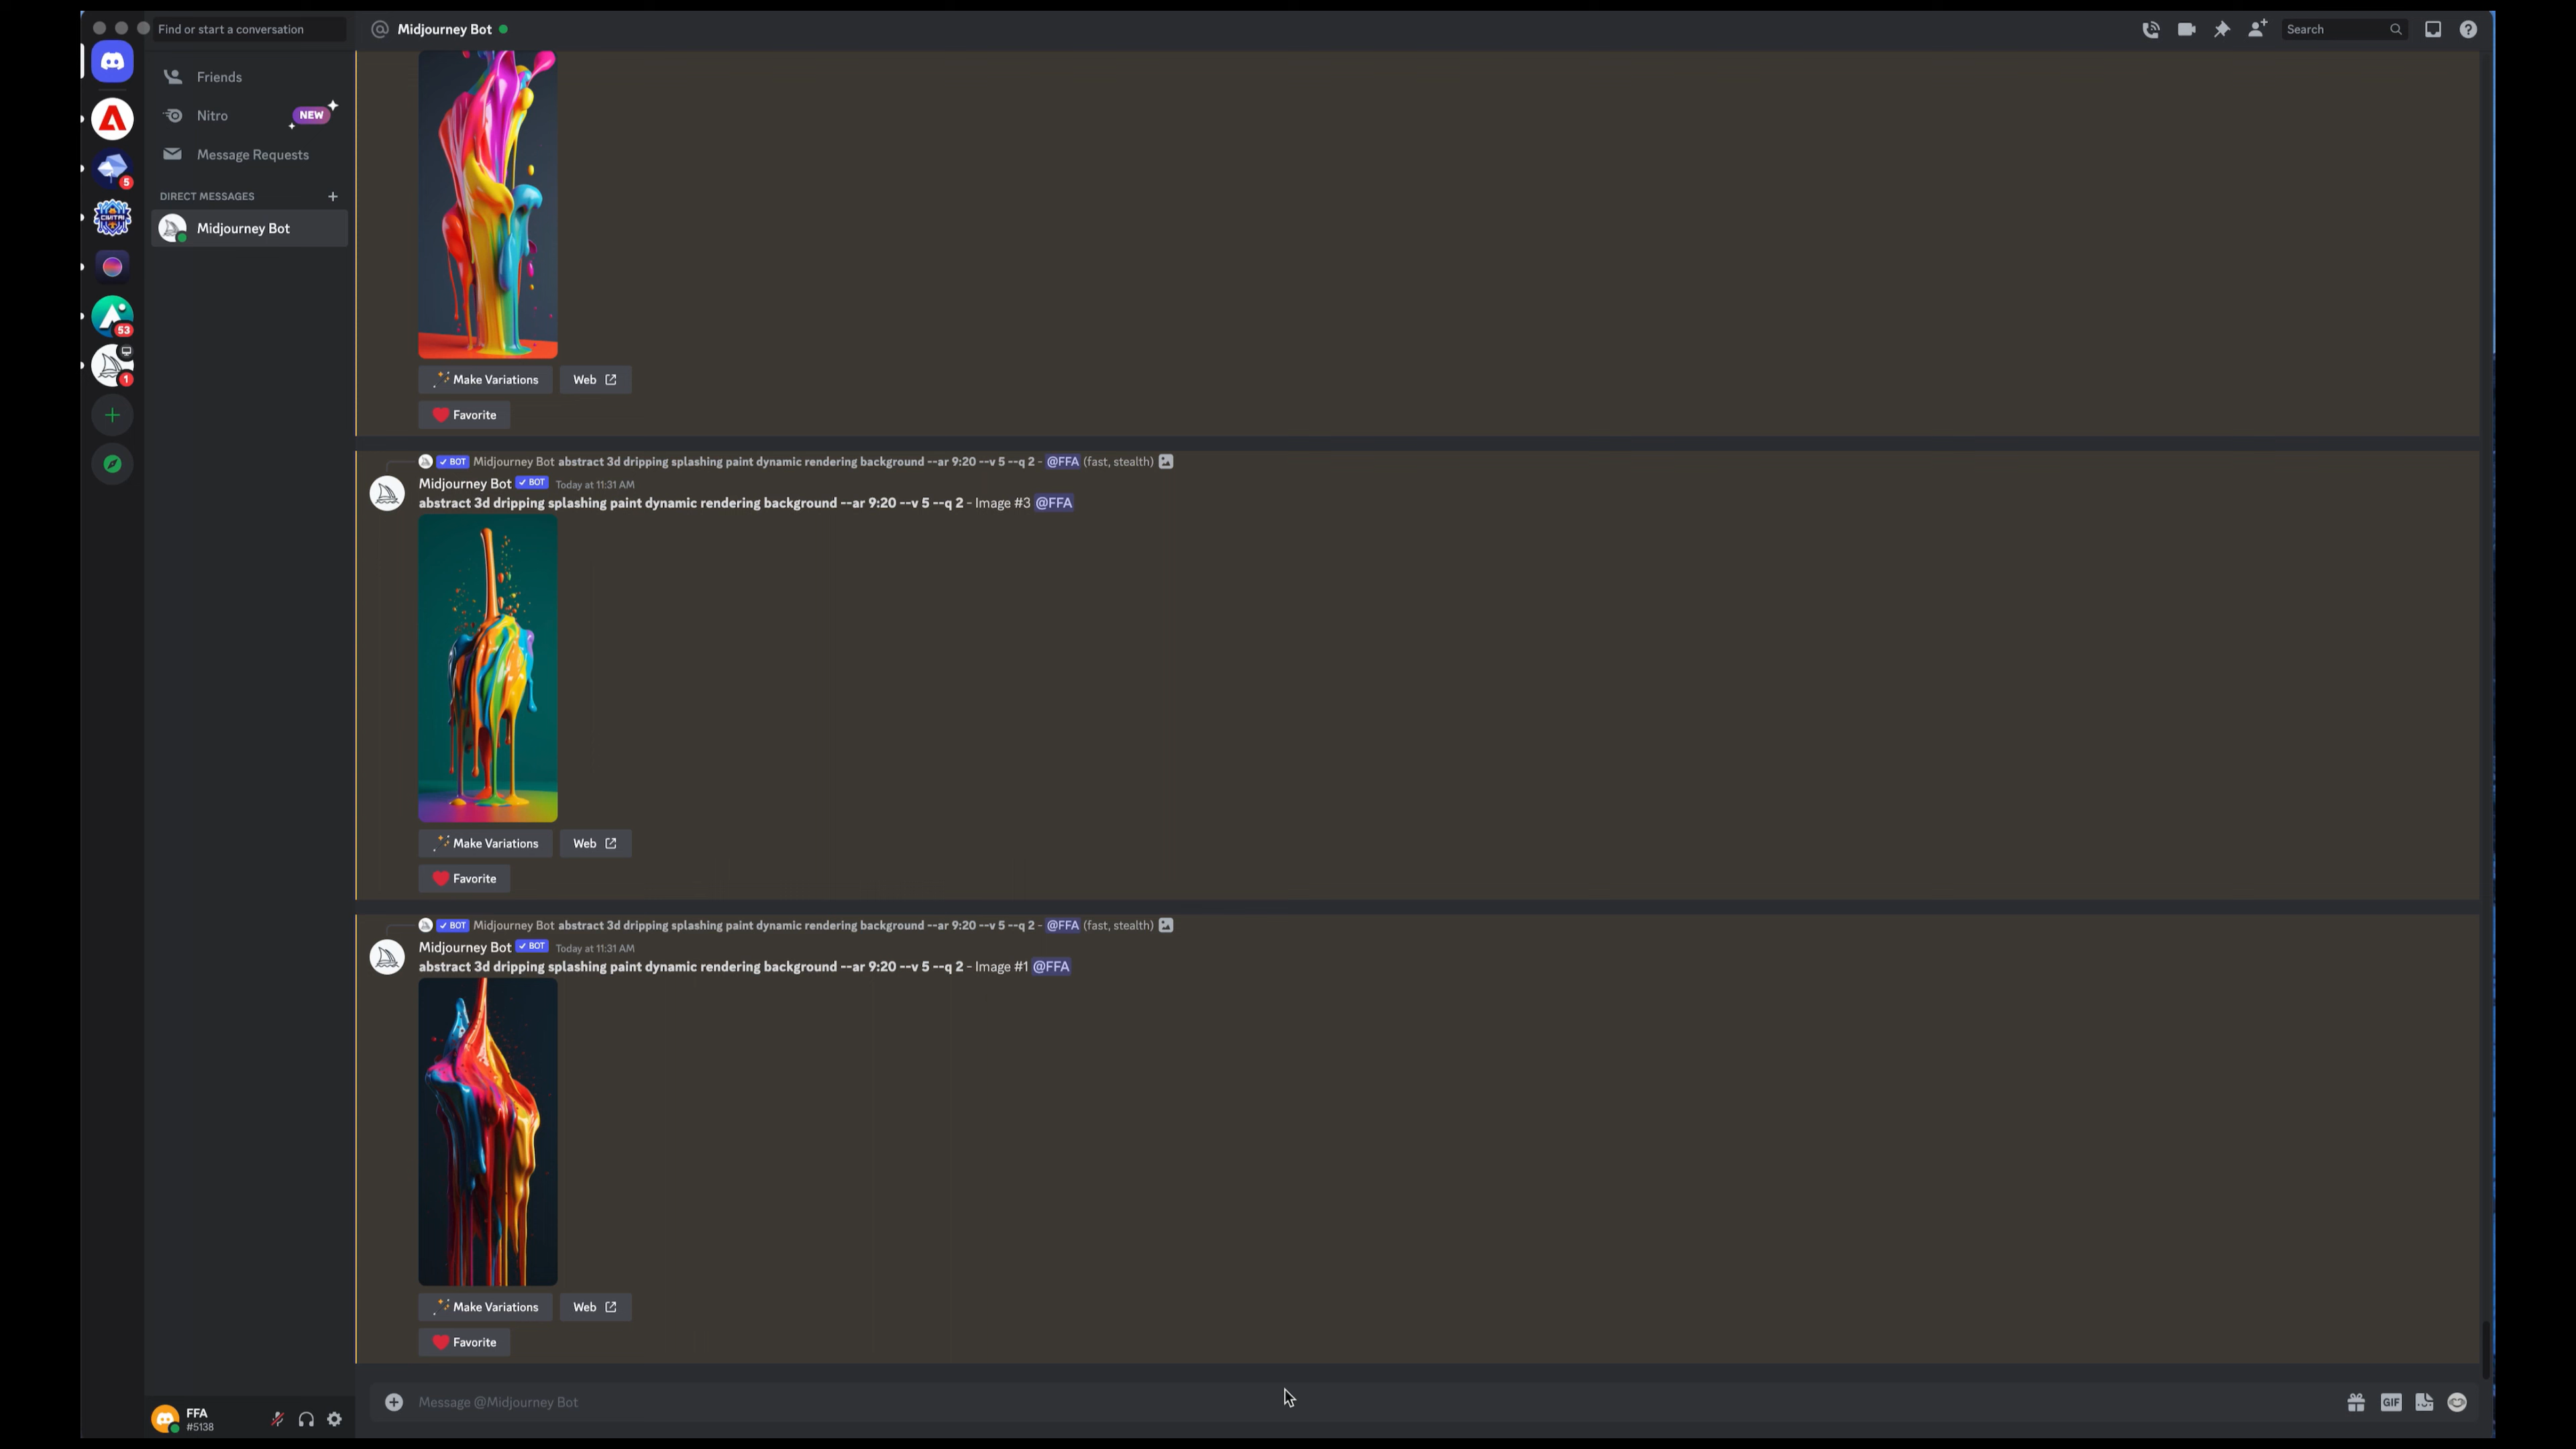 Find or start a conversation
Midjourney Bot
Search
Friends
Nitro
NEW
Message Requests
DIRECT MESSAGES
Midjourney Bot
5
CIVITAI
53
1
Make Variations
Web
Favorite
BOT Midjourney Bot abstract 3d dripping splashing paint dynamic rendering background --ar 9:20 --v 5 --q 2 - @FFA (fast, stealth)
Midjourney Bot BOT Today at 11:31 AM
abstract 3d dripping splashing paint dynamic rendering background --ar 9:20 --v 5 --q 2 - Image #3 @FFA
Make Variations
Web
Favorite
BOT Midjourney Bot abstract 3d dripping splashing paint dynamic rendering background --ar 9:20 --v 5 --q 2 - @FFA (fast, stealth)
Midjourney Bot BOT Today at 11:31 AM
abstract 3d dripping splashing paint dynamic rendering background --ar 9:20 --v 5 --q 2 - Image #1 @FFA
Make Variations
Web
Favorite
Message @Midjourney Bot
GIF
FFA
#5138